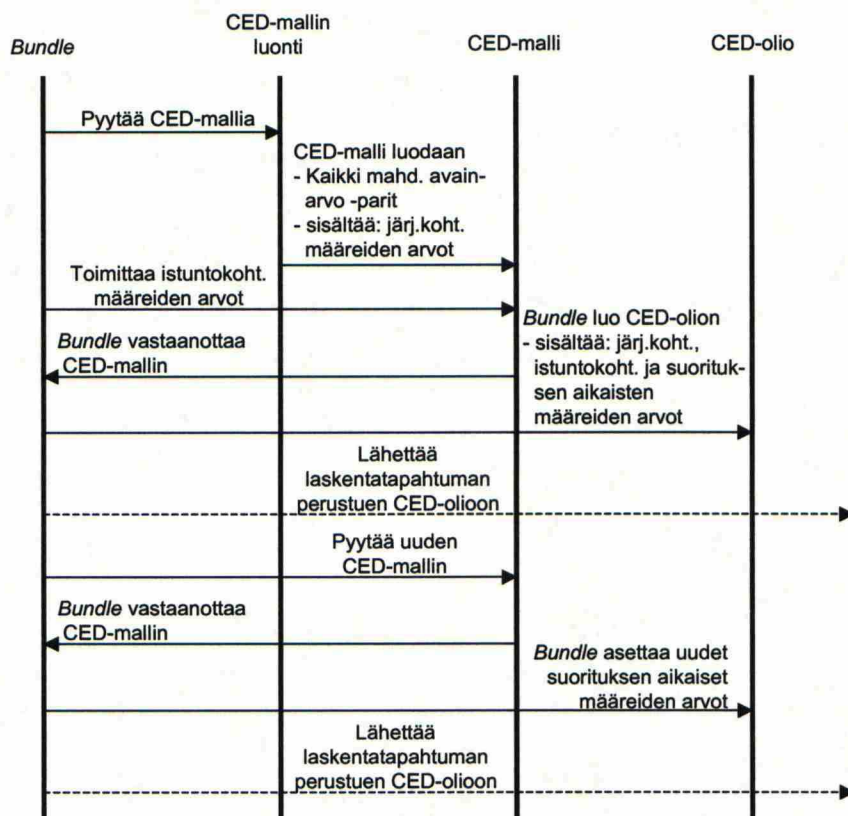 Bundle
CED-mallin
luonti
CED-malli
CED-olio
Pyytää CED-mallia
CED-malli luodaan
- Kaikki mahd. avain-
arvo -parit
- sisältää: järj.koht.
määreiden arvot
Toimittaa istuntokoht.
määreiden arvot
Bundle luo CED-olion
- sisältää: järj.koht.,
istuntokoht. ja suorituk-
sen aikaisten
määreiden arvot
Bundle vastaanottaa
CED-mallin
Lähettää
laskentatapahtuman
perustuen CED-olioon
Pyytää uuden
CED-mallin
Bundle vastaanottaa
CED-mallin
Bundle asettaa uudet
suorituksen aikaiset
määreiden arvot
Lähettää
laskentatapahtuman
perustuen CED-olioon